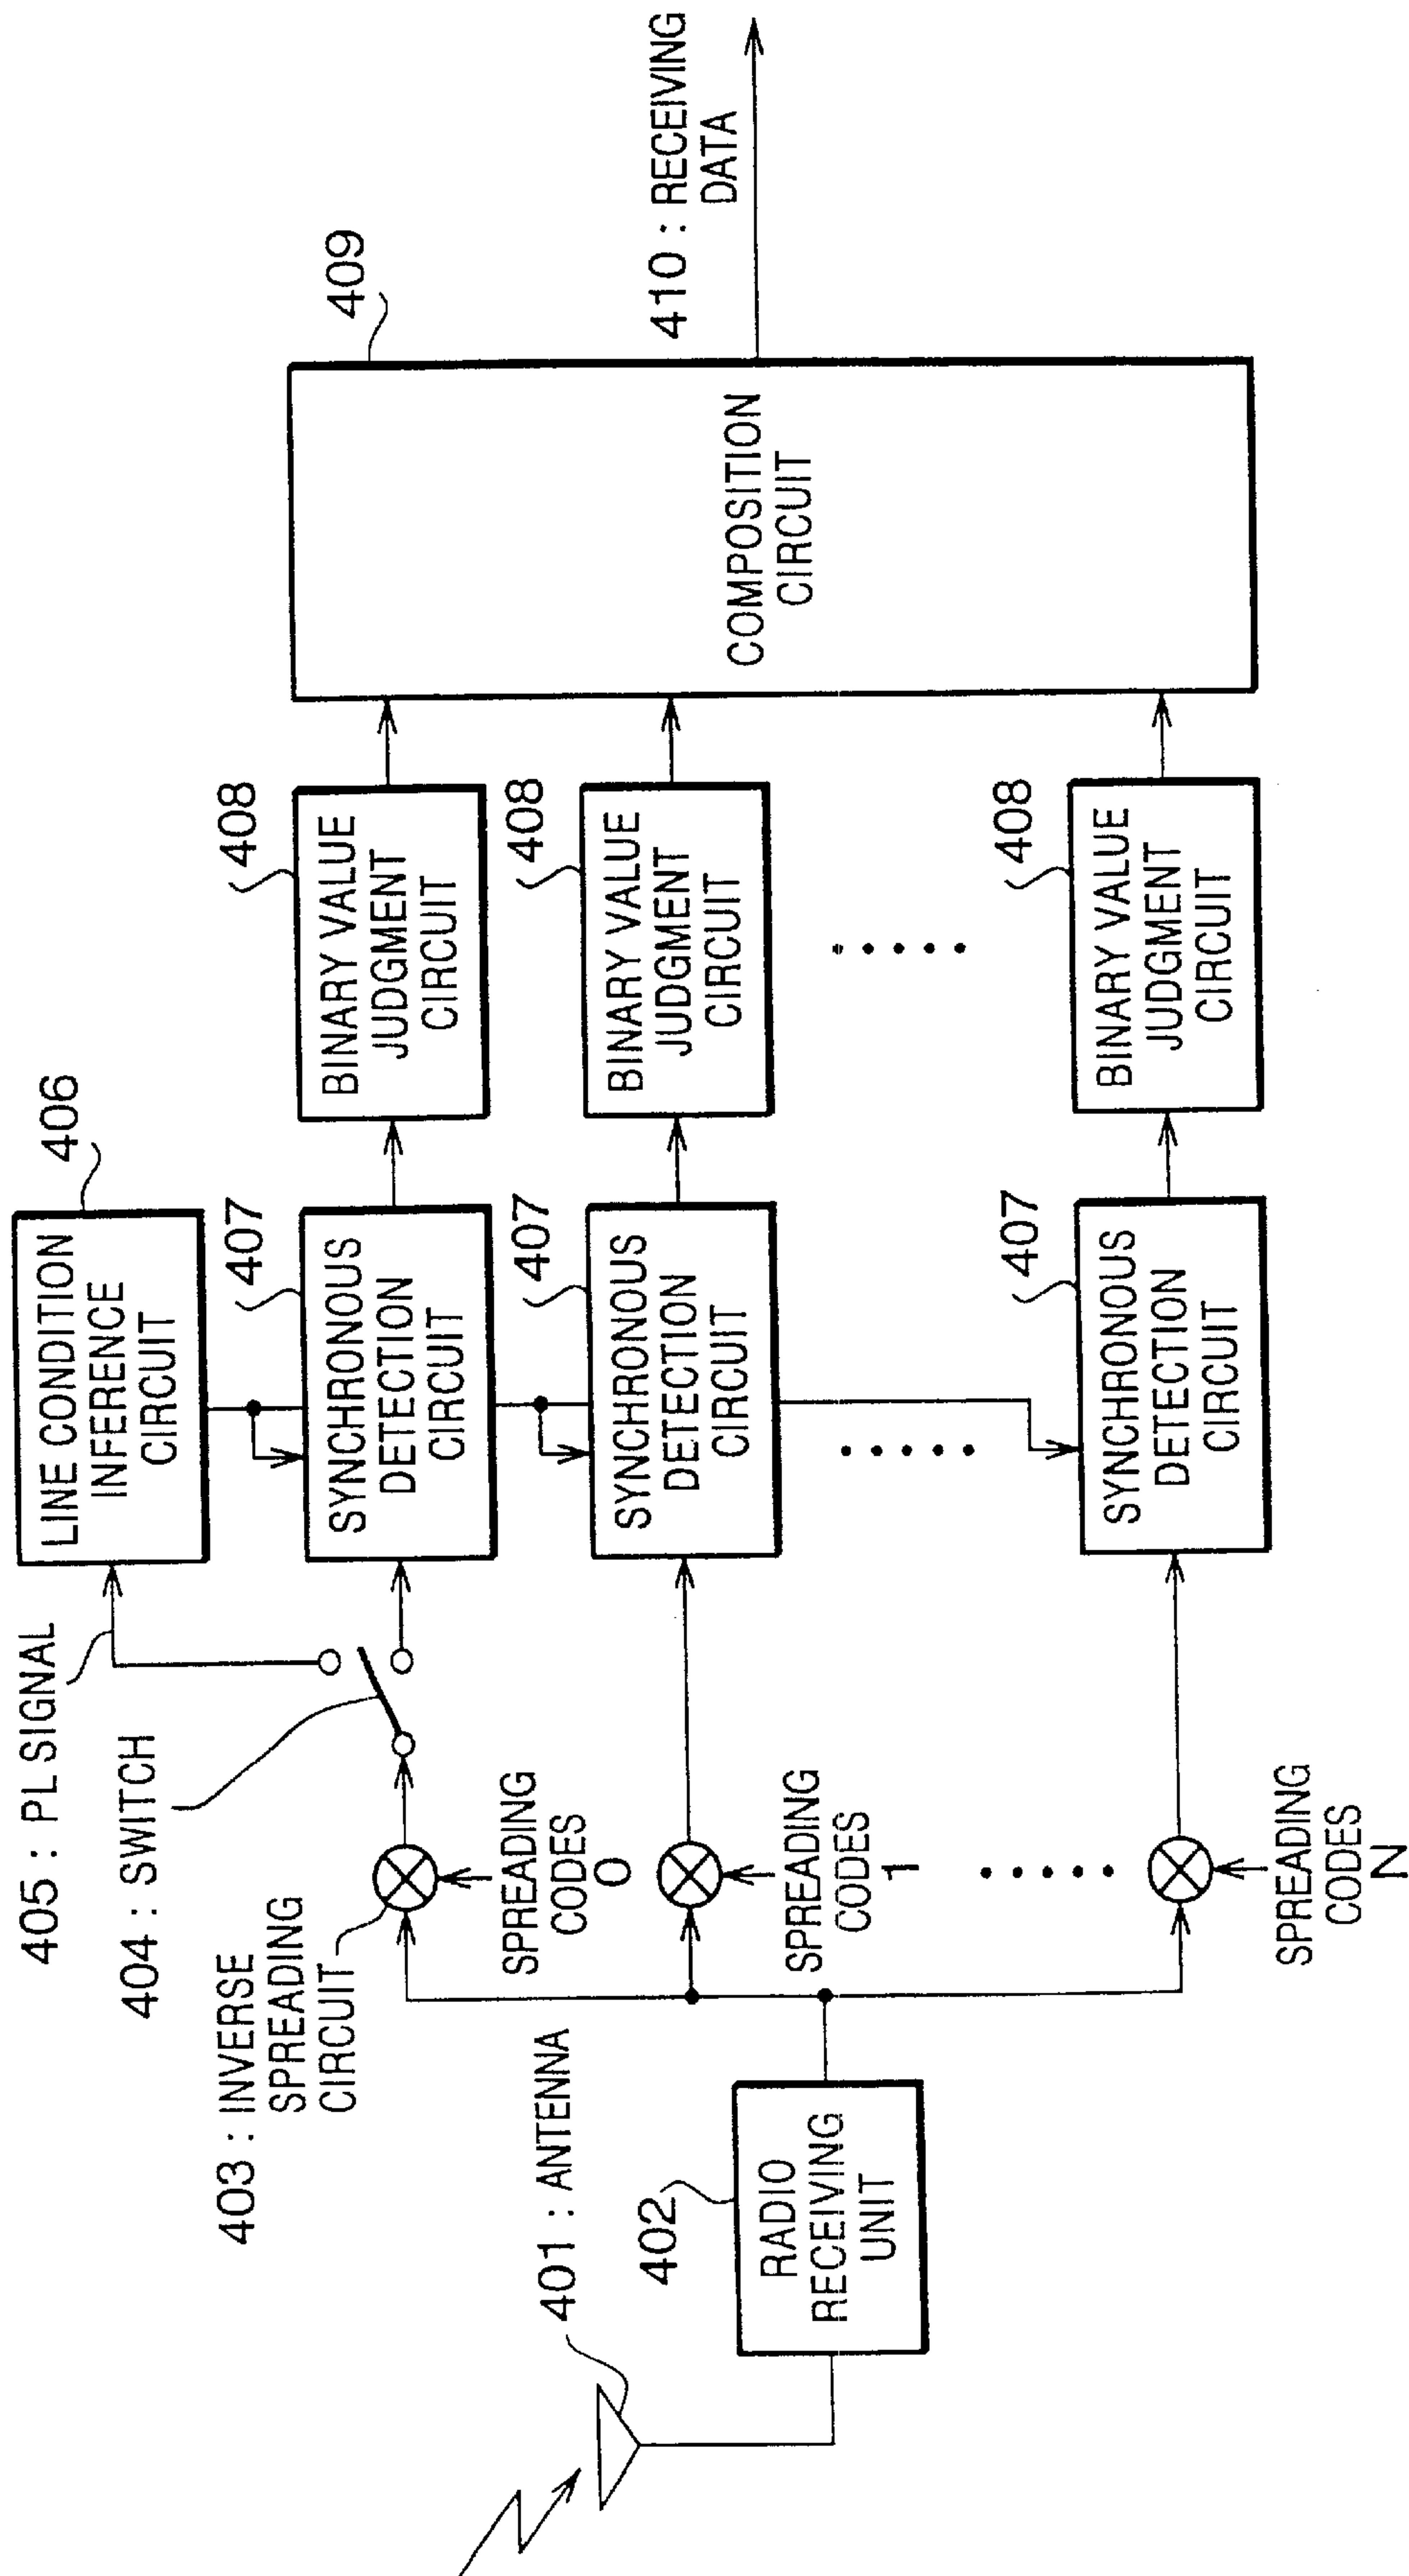 401 : ANTENNA
402
RADIO
RECEIVING
UNIT
403 : INVERSE
SPREADING
CIRCUIT
SPREADING
CODES
0
SPREADING
CODES
1
SPREADING
CODES
N
404 : SWITCH
405 : PL SIGNAL
406
LINE CONDITION
INFERENCE
CIRCUIT
407
SYNCHRONOUS
DETECTION
CIRCUIT
407
SYNCHRONOUS
DETECTION
CIRCUIT
407
SYNCHRONOUS
DETECTION
CIRCUIT
408
BINARY VALUE
JUDGMENT
CIRCUIT
408
BINARY VALUE
JUDGMENT
CIRCUIT
408
BINARY VALUE
JUDGMENT
CIRCUIT
409
COMPOSITION
CIRCUIT
410 : RECEIVING
DATA